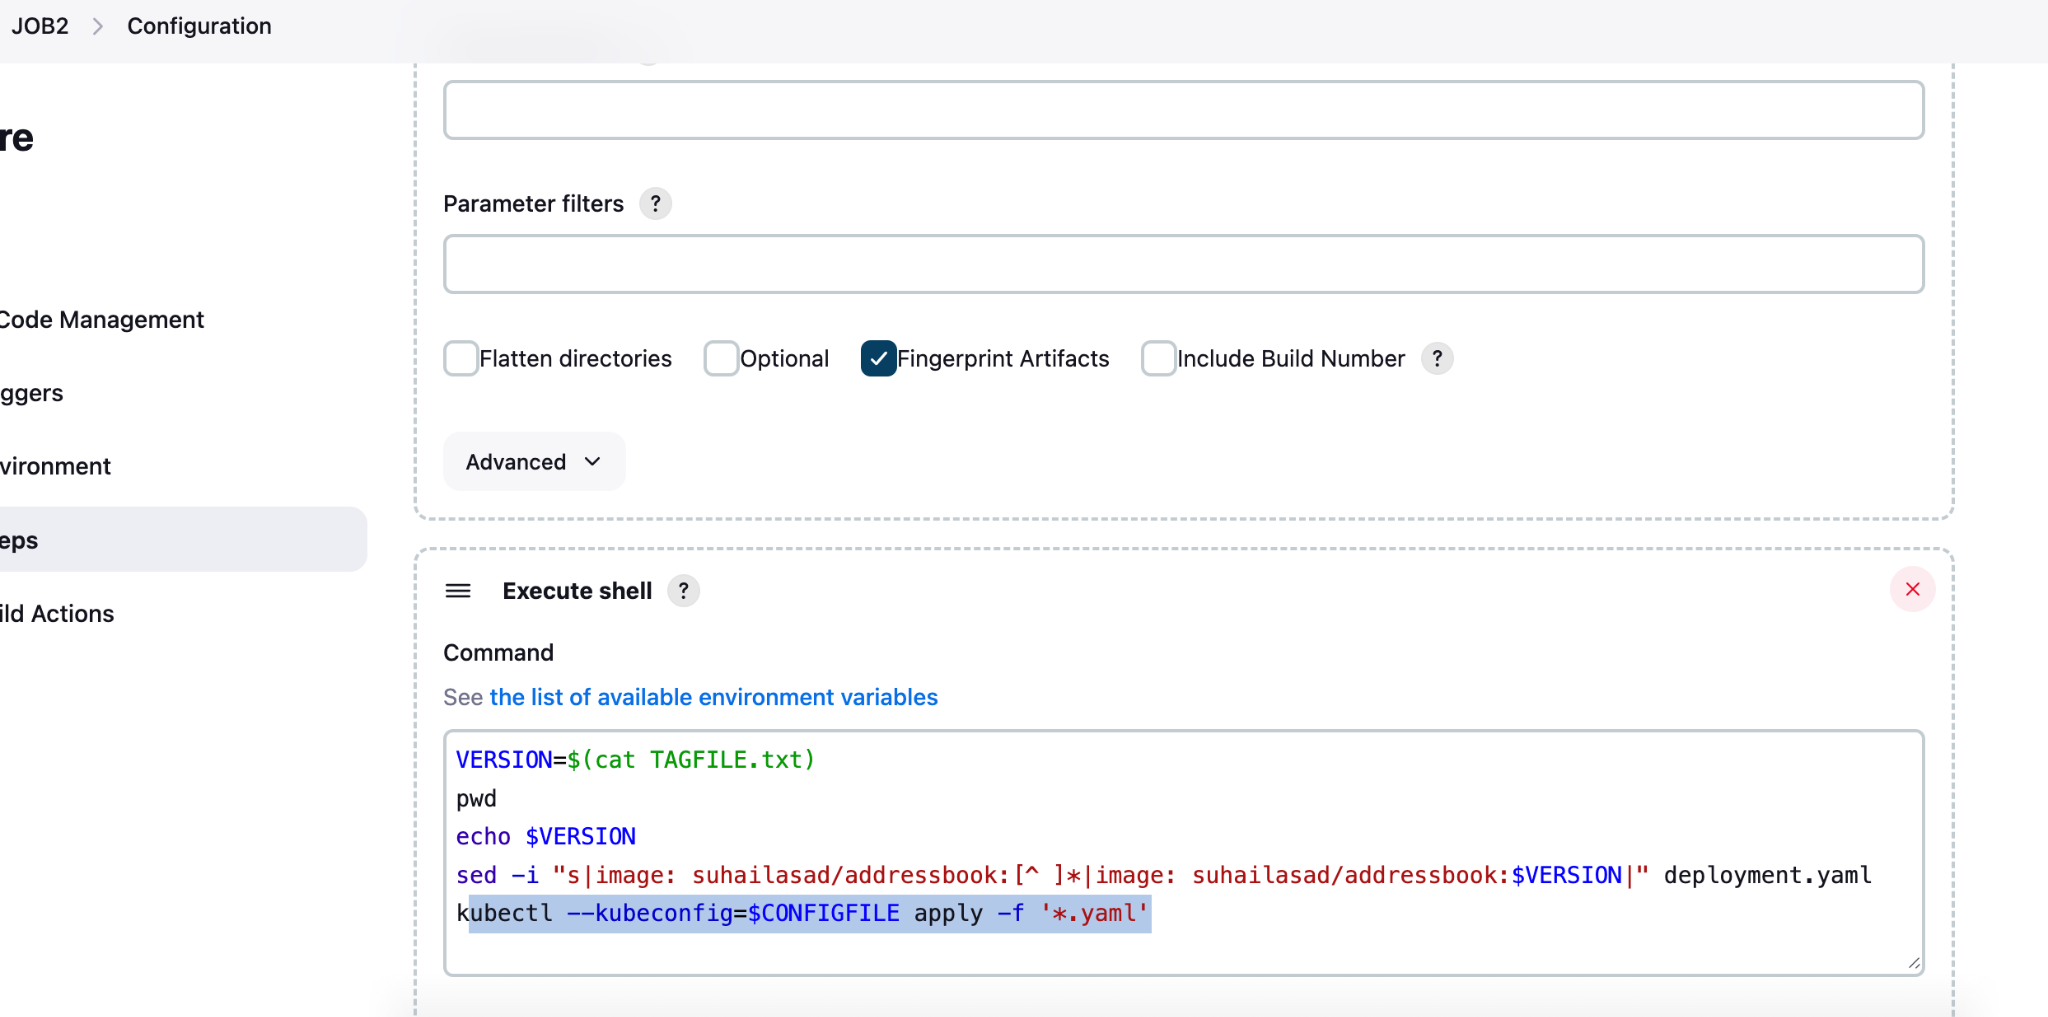 JOB2 > Configuration
re
Parameter filters ?
Code Management
Flatten directories Optional Fingerprint Artifacts Include Build Number ?
ggers
Advanced
vironment
eps
Execute shell ?
ild Actions
Command
See the list of available environment variables
VERSION=$(cat TAGFILE.txt)
pwd
echo $VERSION
sed -i "s|image: suhailasad/addressbook:[^ ]*|image: suhailasad/addressbook:$VERSION|" deployment.yaml
kubectl --kubeconfig=$CONFIGFILE apply -f '*.yaml'